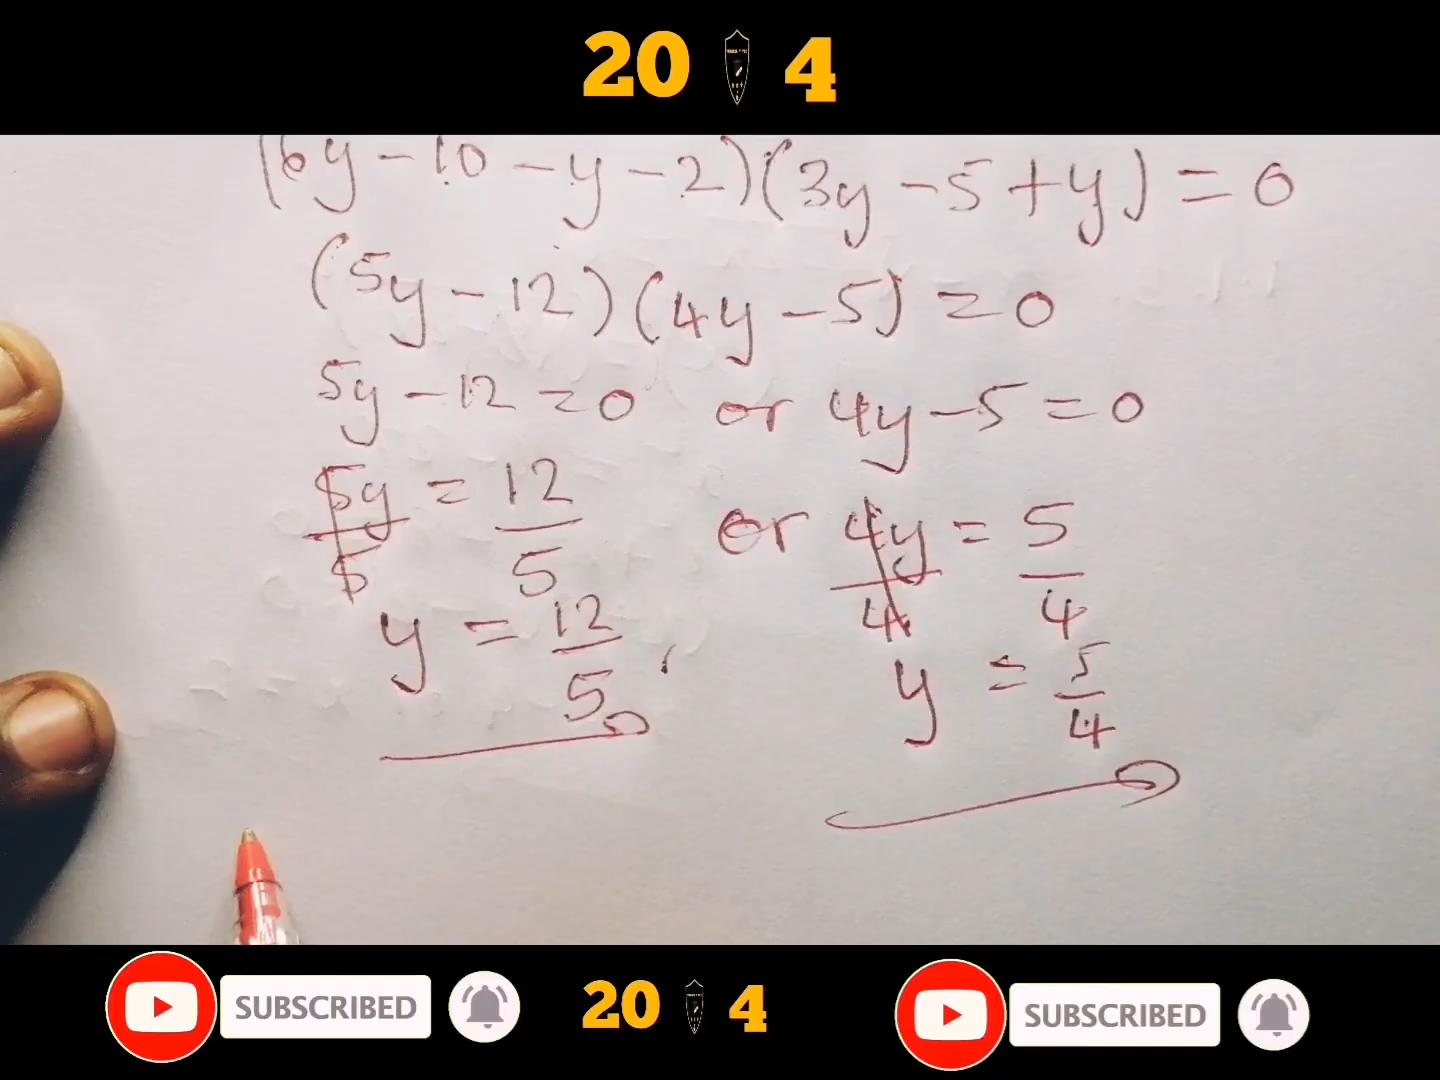 20 4
(6y - 10 - y - 2)(3y - 5 + y) = 0
(5y - 12)(4y - 5) = 0
5y - 12 = 0 or 4y - 5 = 0
5y/5 = 12/5 or 4y/4 = 5/4
y = 12/5, y = 5/4
SUBSCRIBED 20 4 SUBSCRIBED